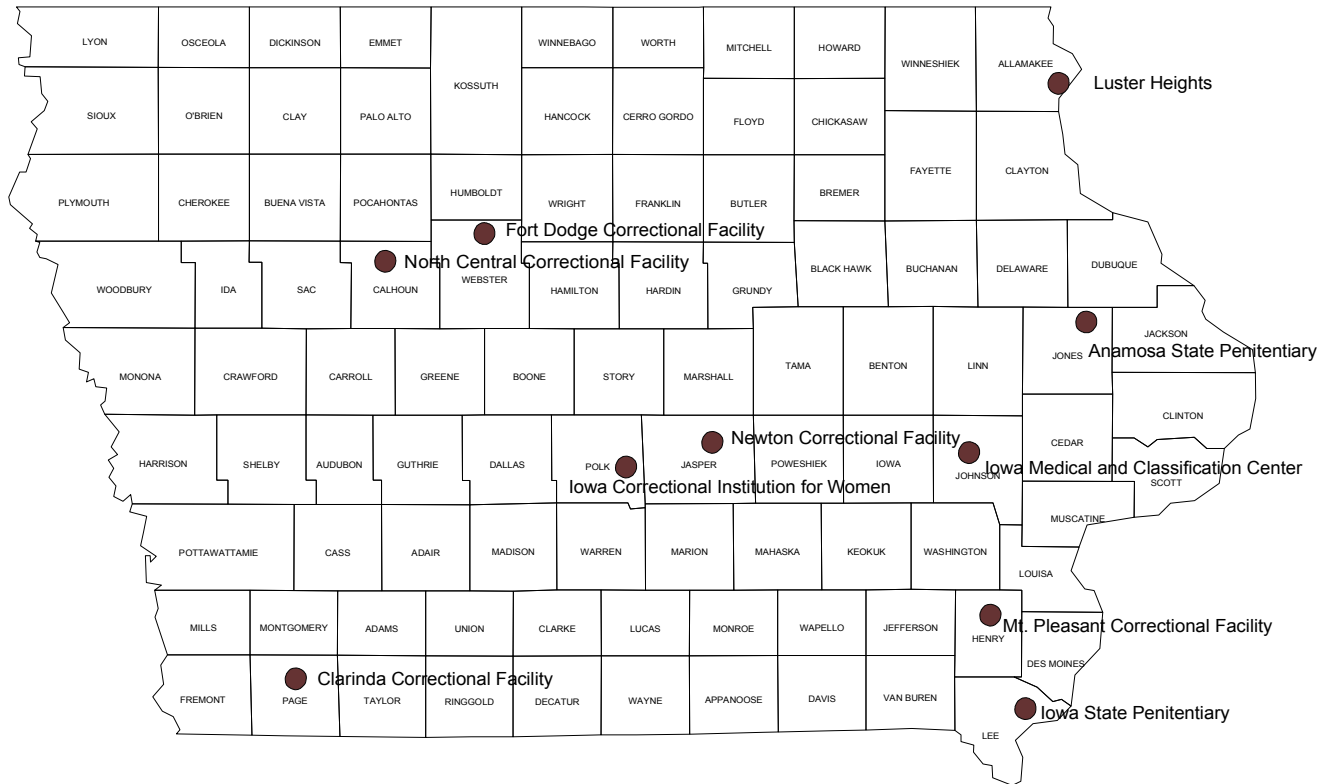 LYON
OSCEOLA
DICKINSON
EMMET
WINNEBAGO
WORTH
MITCHELL
HOWARD
WINNESHIEK
ALLAMAKEE
Luster Heights
KOSSUTH
SIOUX
O'BRIEN
CLAY
PALO ALTO
HANCOCK
CERRO GORDO
FLOYD
CHICKASAW
FAYETTE
CLAYTON
PLYMOUTH
CHEROKEE
BUENA VISTA
POCAHONTAS
HUMBOLDT
WRIGHT
FRANKLIN
BUTLER
BREMER
Fort Dodge Correctional Facility
North Central Correctional Facility
WOODBURY
IDA
SAC
CALHOUN
WEBSTER
HAMILTON
HARDIN
GRUNDY
BLACK HAWK
BUCHANAN
DELAWARE
DUBUQUE
JACKSON
JONES
Anamosa State Penitentiary
MONONA
CRAWFORD
CARROLL
GREENE
BOONE
STORY
MARSHALL
TAMA
BENTON
LINN
CLINTON
CEDAR
Newton Correctional Facility
HARRISON
SHELBY
AUDUBON
GUTHRIE
DALLAS
POLK
JASPER
POWESHIEK
IOWA
JOHNSON
Iowa Medical and Classification Center
SCOTT
Iowa Correctional Institution for Women
MUSCATINE
POTTAWATTAMIE
CASS
ADAIR
MADISON
WARREN
MARION
MAHASKA
KEOKUK
WASHINGTON
LOUISA
MILLS
MONTGOMERY
ADAMS
UNION
CLARKE
LUCAS
MONROE
WAPELLO
JEFFERSON
HENRY
Mt. Pleasant Correctional Facility
DES MOINES
Clarinda Correctional Facility
FREMONT
PAGE
TAYLOR
RINGGOLD
DECATUR
WAYNE
APPANOOSE
DAVIS
VAN BUREN
Iowa State Penitentiary
LEE